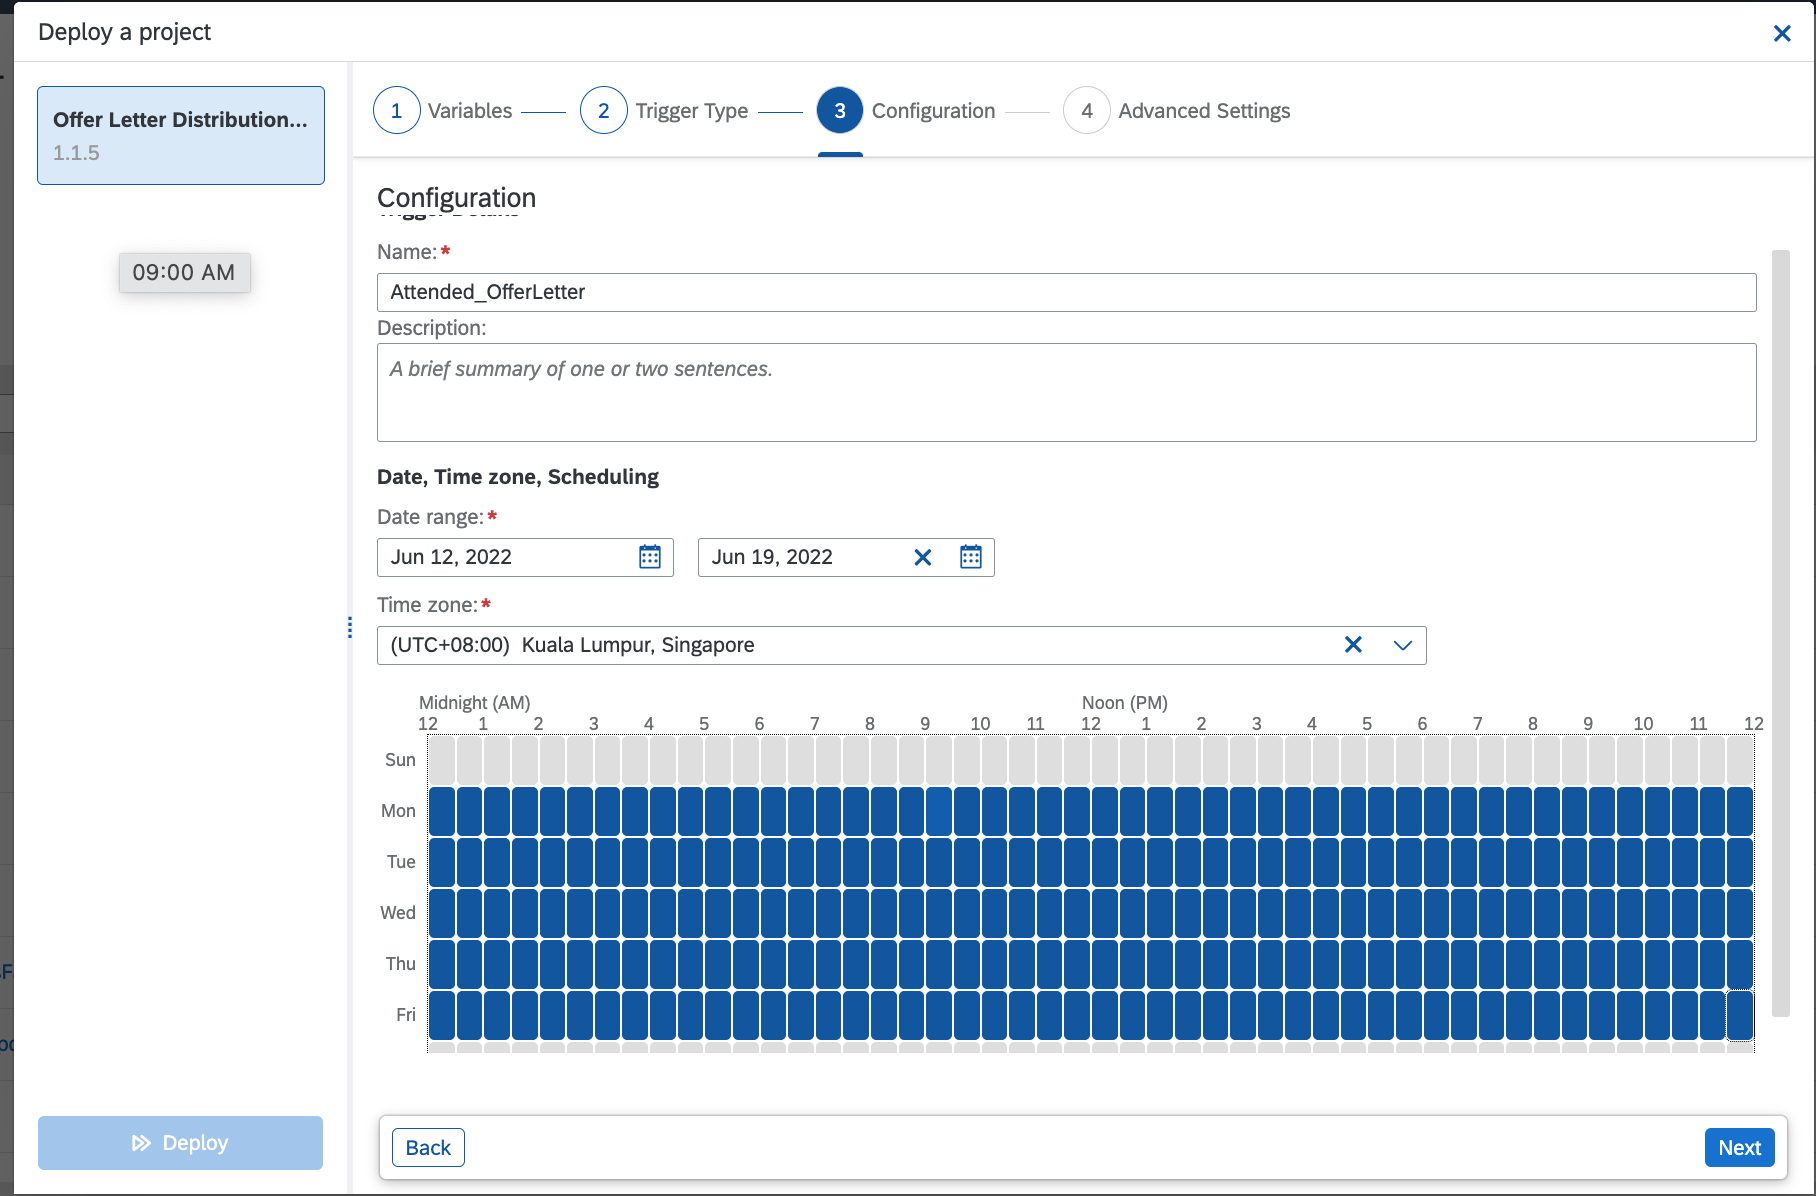 Deploy a project
Offer Letter Distribution...
1.1.5
09:00 AM
Deploy
1 Variables 2 Trigger Type 3 Configuration 4 Advanced Settings
Configuration
Name:*
Attended_OfferLetter
Description:
A brief summary of one or two sentences.
Date, Time zone, Scheduling
Date range:*
Jun 12, 2022 Jun 19, 2022
Time zone:*
(UTC+08:00) Kuala Lumpur, Singapore
Midnight (AM) Noon (PM)
12 1 2 3 4 5 6 7 8 9 10 11 12 1 2 3 4 5 6 7 8 9 10 11 12
Sun
Mon
Tue
Wed
Thu
Fri
Back Next